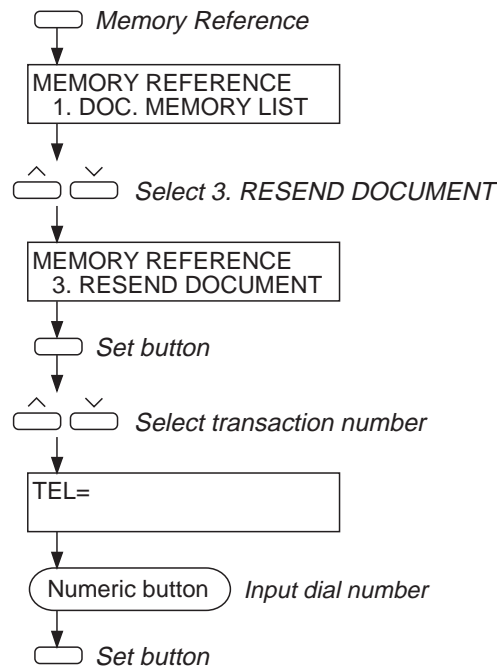 Memory Reference
MEMORY REFERENCE
1. DOC. MEMORY LIST
Select 3. RESEND DOCUMENT
MEMORY REFERENCE
3. RESEND DOCUMENT
Set button
Select transaction number
TEL=
Numeric button Input dial number
Set button